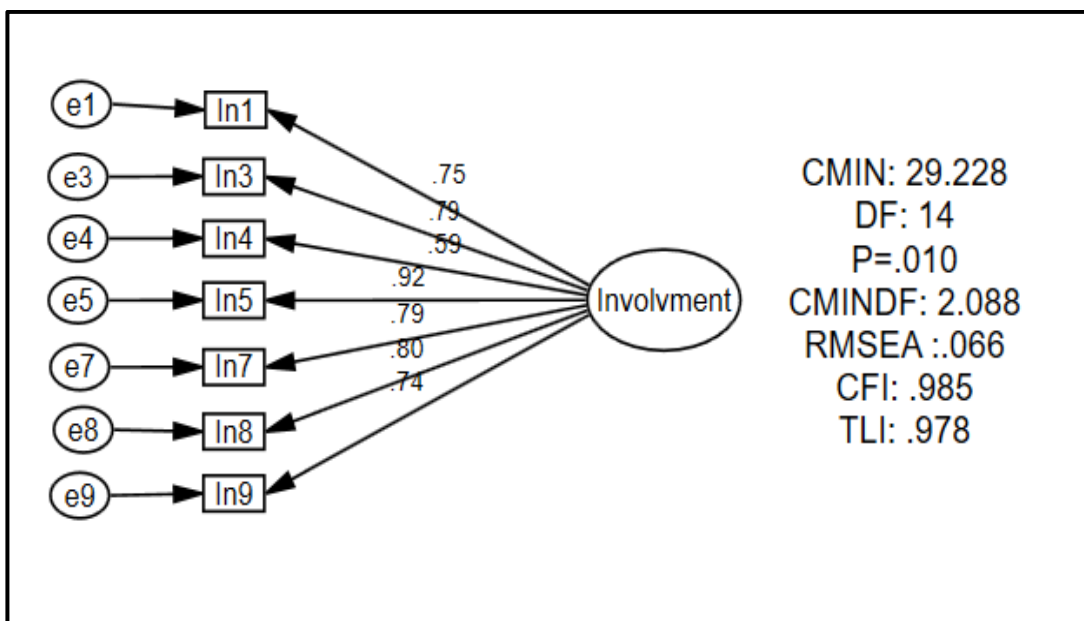 e1 In1
e3 In3
e4 In4
e5 In5
e7 In7
e8 In8
e9 In9
.75
.79
.59
.92
.79
.80
.74
Involvment
CMIN: 29.228
DF: 14
P=.010
CMINDF: 2.088
RMSEA :.066
CFI: .985
TLI: .978